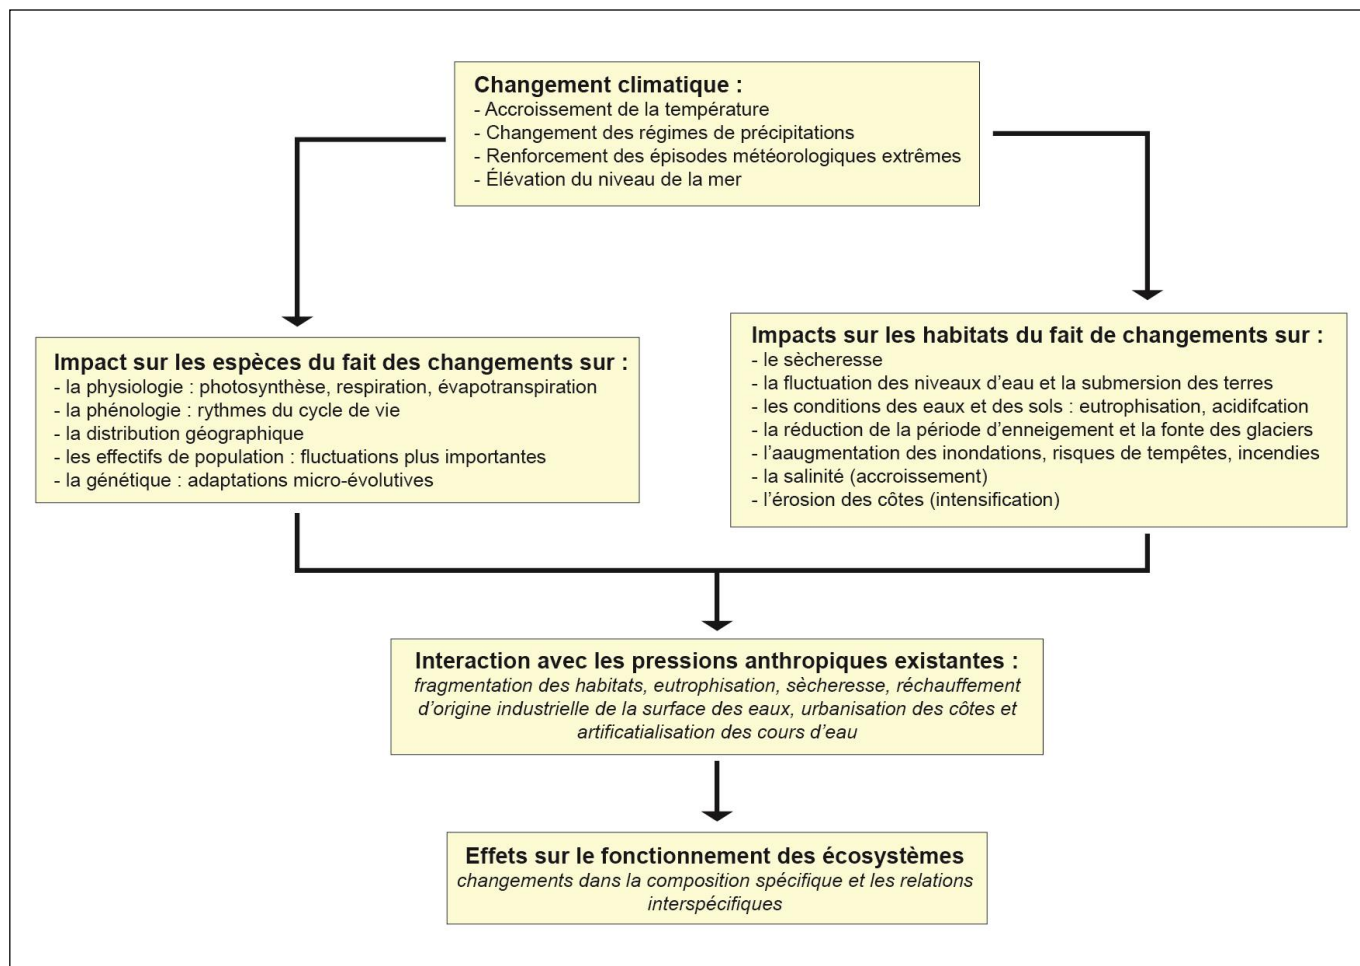 Changement climatique :
- Accroissement de la température
- Changement des régimes de précipitations
- Renforcement des épisodes météorologiques extrêmes
- Élévation du niveau de la mer
Impact sur les espèces du fait des changements sur :
- la physiologie : photosynthèse, respiration, évapotranspiration
- la phénologie : rythmes du cycle de vie
- la distribution géographique
- les effectifs de population : fluctuations plus importantes
- la génétique : adaptations micro-évolutives
Impacts sur les habitats du fait de changements sur :
- le sècheresse
- la fluctuation des niveaux d'eau et la submersion des terres
- les conditions des eaux et des sols : eutrophisation, acidifcation
- la réduction de la période d'enneigement et la fonte des glaciers
- l'aaugmentation des inondations, risques de tempêtes, incendies
- la salinité (accroissement)
- l'érosion des côtes (intensification)
Interaction avec les pressions anthropiques existantes :
fragmentation des habitats, eutrophisation, sècheresse, réchauffement
d'origine industrielle de la surface des eaux, urbanisation des côtes et
artificatialisation des cours d'eau
Effets sur le fonctionnement des écosystèmes
changements dans la composition spécifique et les relations
interspécifiques